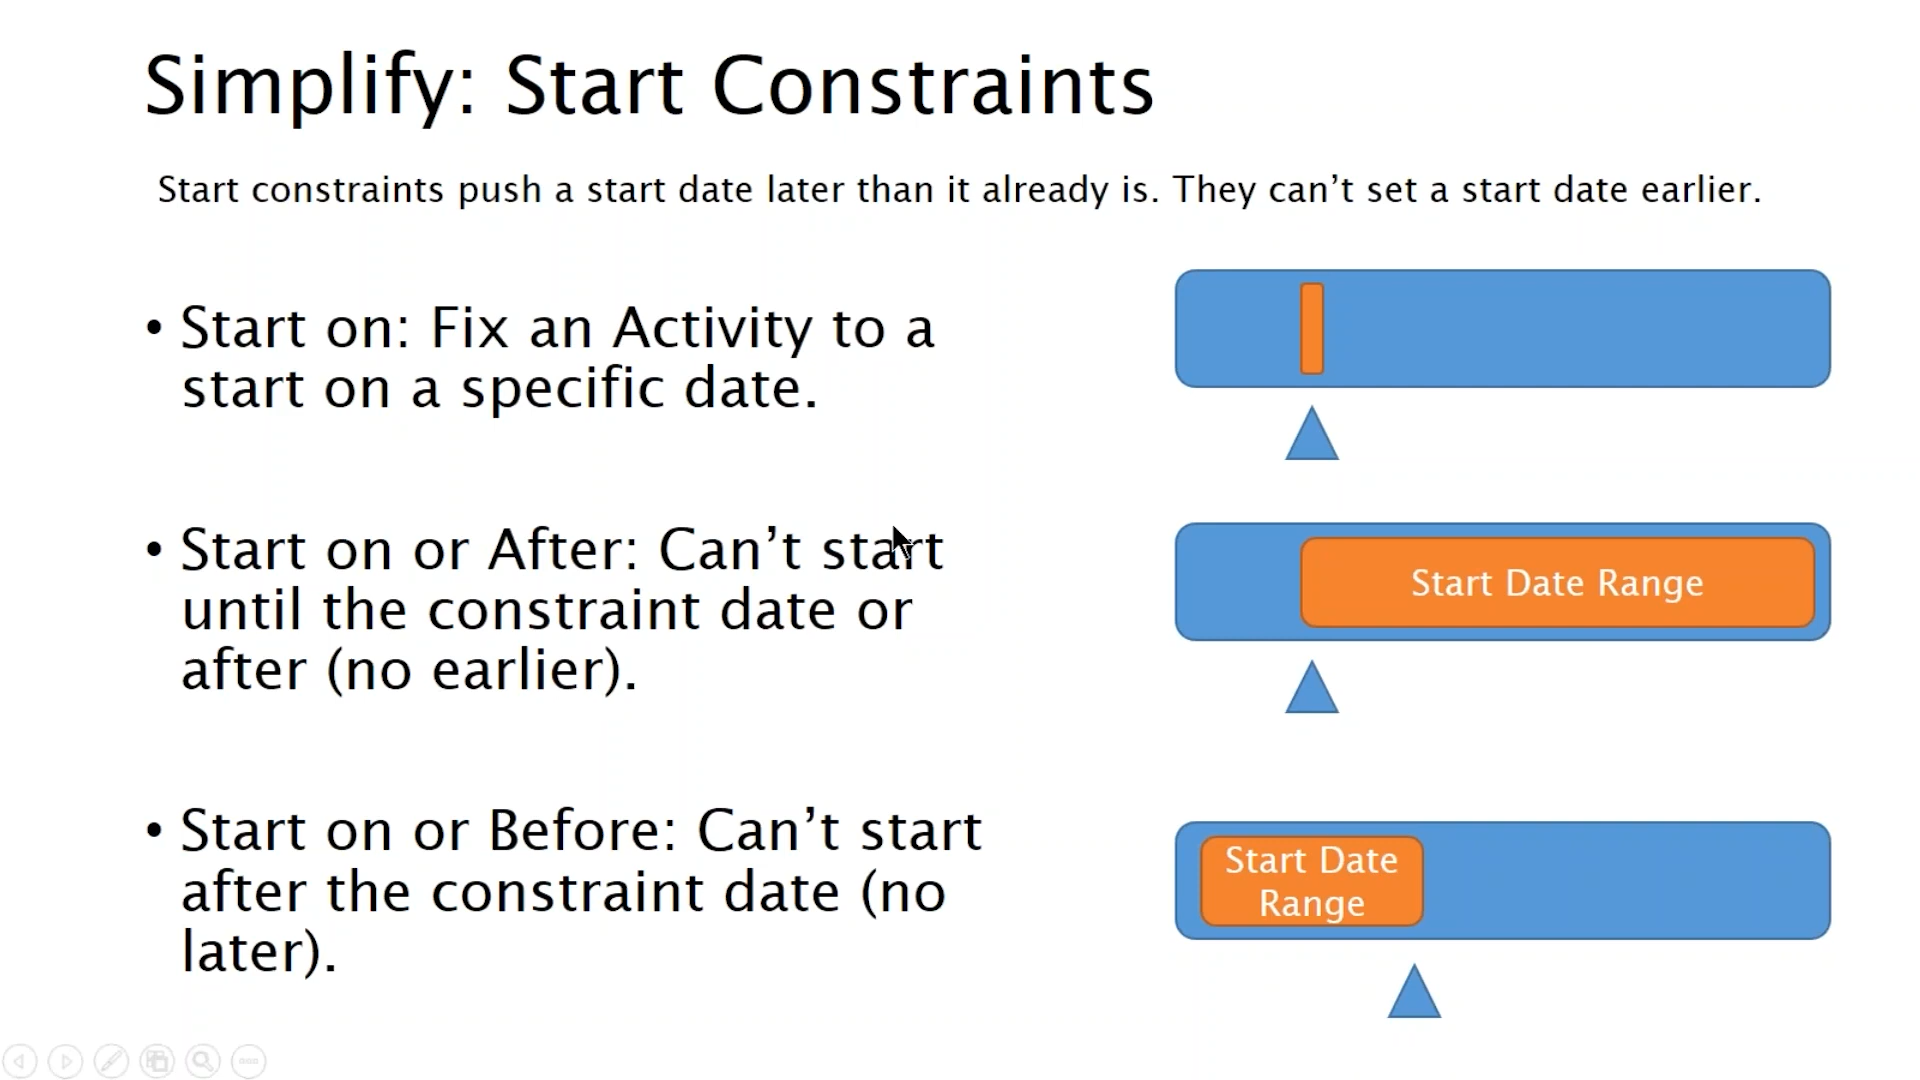 Simplify: Start Constraints
Start constraints push a start date later than it already is. They can’t set a start date earlier.
• Start on: Fix an Activity to a
start on a specific date.
• Start on or After: Can’t start
until the constraint date or
after (no earlier).
Start Date Range
• Start on or Before: Can’t start
after the constraint date (no
later).
Start Date
Range